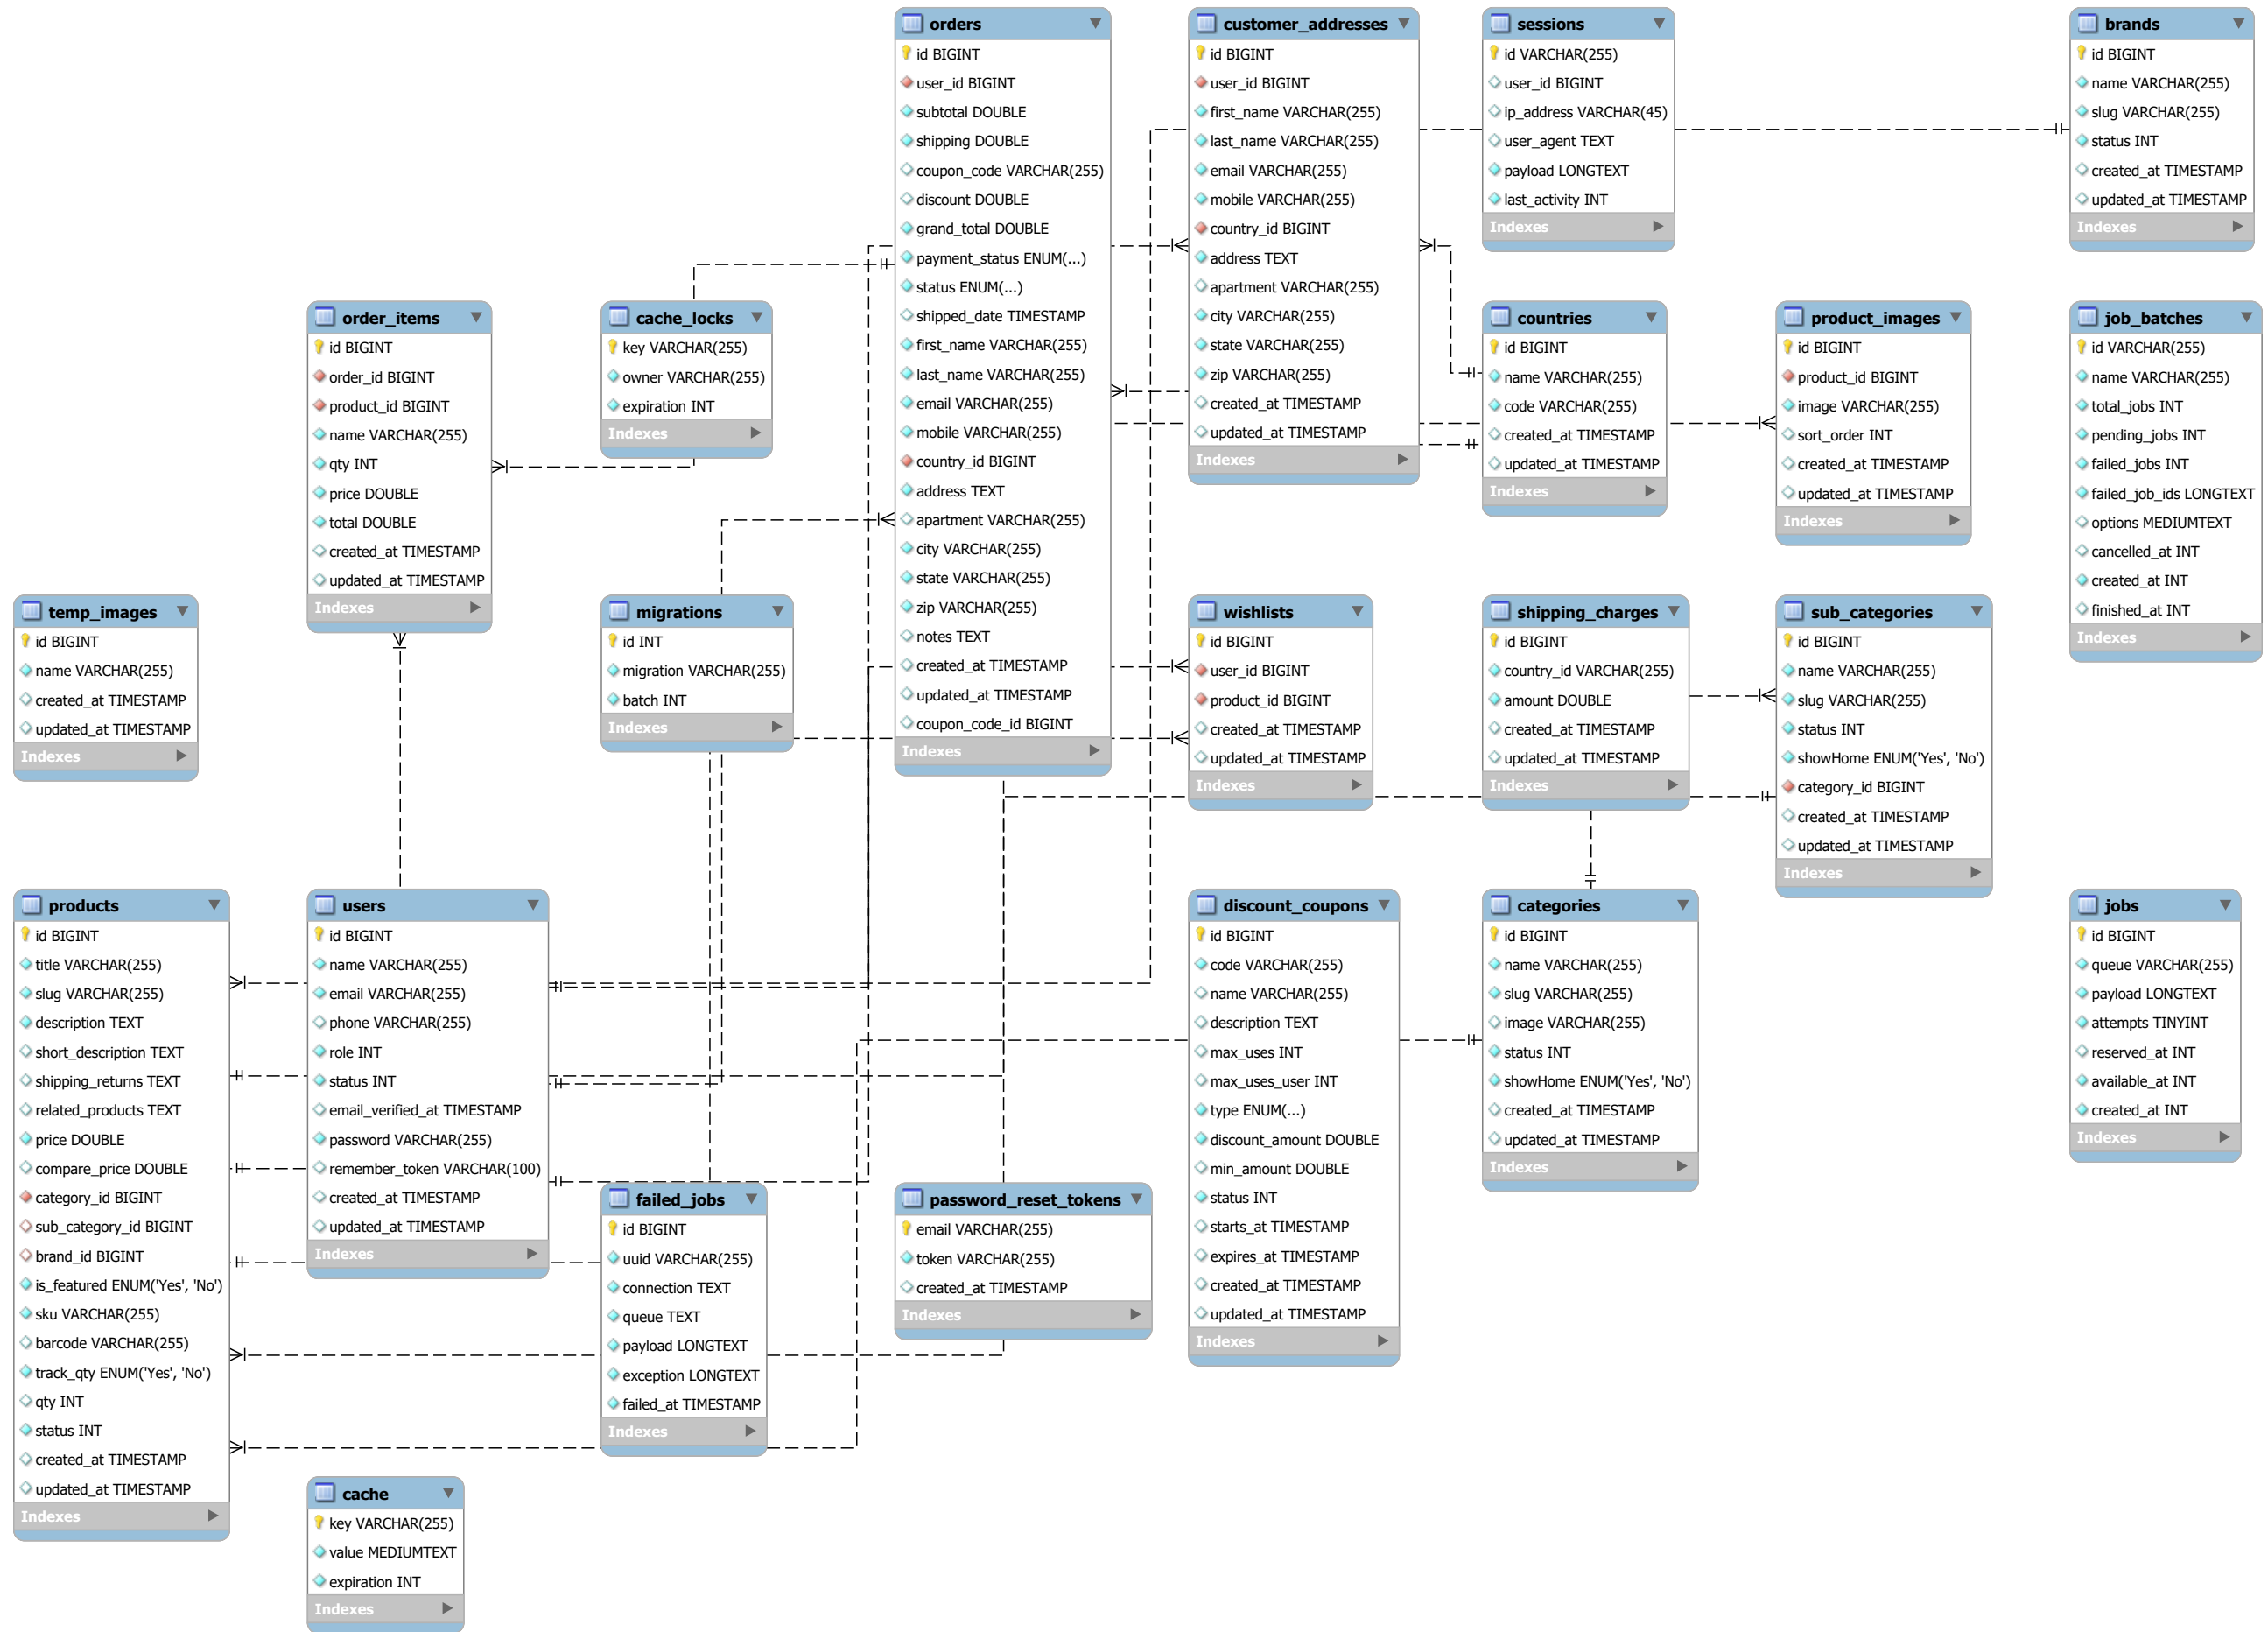 orders
id BIGINT
user_id BIGINT
subtotal DOUBLE
shipping DOUBLE
coupon_code VARCHAR(255)
discount DOUBLE
grand_total DOUBLE
payment_status ENUM(...)
status ENUM(...)
shipped_date TIMESTAMP
first_name VARCHAR(255)
last_name VARCHAR(255)
email VARCHAR(255)
mobile VARCHAR(255)
country_id BIGINT
address TEXT
apartment VARCHAR(255)
city VARCHAR(255)
state VARCHAR(255)
zip VARCHAR(255)
notes TEXT
created_at TIMESTAMP
updated_at TIMESTAMP
coupon_code_id BIGINT
Indexes
customer_addresses
id BIGINT
user_id BIGINT
first_name VARCHAR(255)
last_name VARCHAR(255)
email VARCHAR(255)
mobile VARCHAR(255)
country_id BIGINT
address TEXT
apartment VARCHAR(255)
city VARCHAR(255)
state VARCHAR(255)
zip VARCHAR(255)
created_at TIMESTAMP
updated_at TIMESTAMP
Indexes
sessions
id VARCHAR(255)
user_id BIGINT
ip_address VARCHAR(45)
user_agent TEXT
payload LONGTEXT
last_activity INT
Indexes
brands
id BIGINT
name VARCHAR(255)
slug VARCHAR(255)
status INT
created_at TIMESTAMP
updated_at TIMESTAMP
Indexes
order_items
id BIGINT
order_id BIGINT
product_id BIGINT
name VARCHAR(255)
qty INT
price DOUBLE
total DOUBLE
created_at TIMESTAMP
updated_at TIMESTAMP
Indexes
cache_locks
key VARCHAR(255)
owner VARCHAR(255)
expiration INT
Indexes
countries
id BIGINT
name VARCHAR(255)
code VARCHAR(255)
created_at TIMESTAMP
updated_at TIMESTAMP
Indexes
product_images
id BIGINT
product_id BIGINT
image VARCHAR(255)
sort_order INT
created_at TIMESTAMP
updated_at TIMESTAMP
Indexes
job_batches
id VARCHAR(255)
name VARCHAR(255)
total_jobs INT
pending_jobs INT
failed_jobs INT
failed_job_ids LONGTEXT
options MEDIUMTEXT
cancelled_at INT
created_at INT
finished_at INT
Indexes
temp_images
id BIGINT
name VARCHAR(255)
created_at TIMESTAMP
updated_at TIMESTAMP
Indexes
migrations
id INT
migration VARCHAR(255)
batch INT
Indexes
wishlists
id BIGINT
user_id BIGINT
product_id BIGINT
created_at TIMESTAMP
updated_at TIMESTAMP
Indexes
shipping_charges
id BIGINT
country_id VARCHAR(255)
amount DOUBLE
created_at TIMESTAMP
updated_at TIMESTAMP
Indexes
sub_categories
id BIGINT
name VARCHAR(255)
slug VARCHAR(255)
status INT
showHome ENUM('Yes', 'No')
category_id BIGINT
created_at TIMESTAMP
updated_at TIMESTAMP
Indexes
products
id BIGINT
title VARCHAR(255)
slug VARCHAR(255)
description TEXT
short_description TEXT
shipping_returns TEXT
related_products TEXT
price DOUBLE
compare_price DOUBLE
category_id BIGINT
sub_category_id BIGINT
brand_id BIGINT
is_featured ENUM('Yes', 'No')
sku VARCHAR(255)
barcode VARCHAR(255)
track_qty ENUM('Yes', 'No')
qty INT
status INT
created_at TIMESTAMP
updated_at TIMESTAMP
Indexes
users
id BIGINT
name VARCHAR(255)
email VARCHAR(255)
phone VARCHAR(255)
role INT
status INT
email_verified_at TIMESTAMP
password VARCHAR(255)
remember_token VARCHAR(100)
created_at TIMESTAMP
updated_at TIMESTAMP
Indexes
discount_coupons
id BIGINT
code VARCHAR(255)
name VARCHAR(255)
description TEXT
max_uses INT
max_uses_user INT
type ENUM(...)
discount_amount DOUBLE
min_amount DOUBLE
status INT
starts_at TIMESTAMP
expires_at TIMESTAMP
created_at TIMESTAMP
updated_at TIMESTAMP
Indexes
categories
id BIGINT
name VARCHAR(255)
slug VARCHAR(255)
image VARCHAR(255)
status INT
showHome ENUM('Yes', 'No')
created_at TIMESTAMP
updated_at TIMESTAMP
Indexes
jobs
id BIGINT
queue VARCHAR(255)
payload LONGTEXT
attempts TINYINT
reserved_at INT
available_at INT
created_at INT
Indexes
failed_jobs
id BIGINT
uuid VARCHAR(255)
connection TEXT
queue TEXT
payload LONGTEXT
exception LONGTEXT
failed_at TIMESTAMP
Indexes
password_reset_tokens
email VARCHAR(255)
token VARCHAR(255)
created_at TIMESTAMP
Indexes
cache
key VARCHAR(255)
value MEDIUMTEXT
expiration INT
Indexes